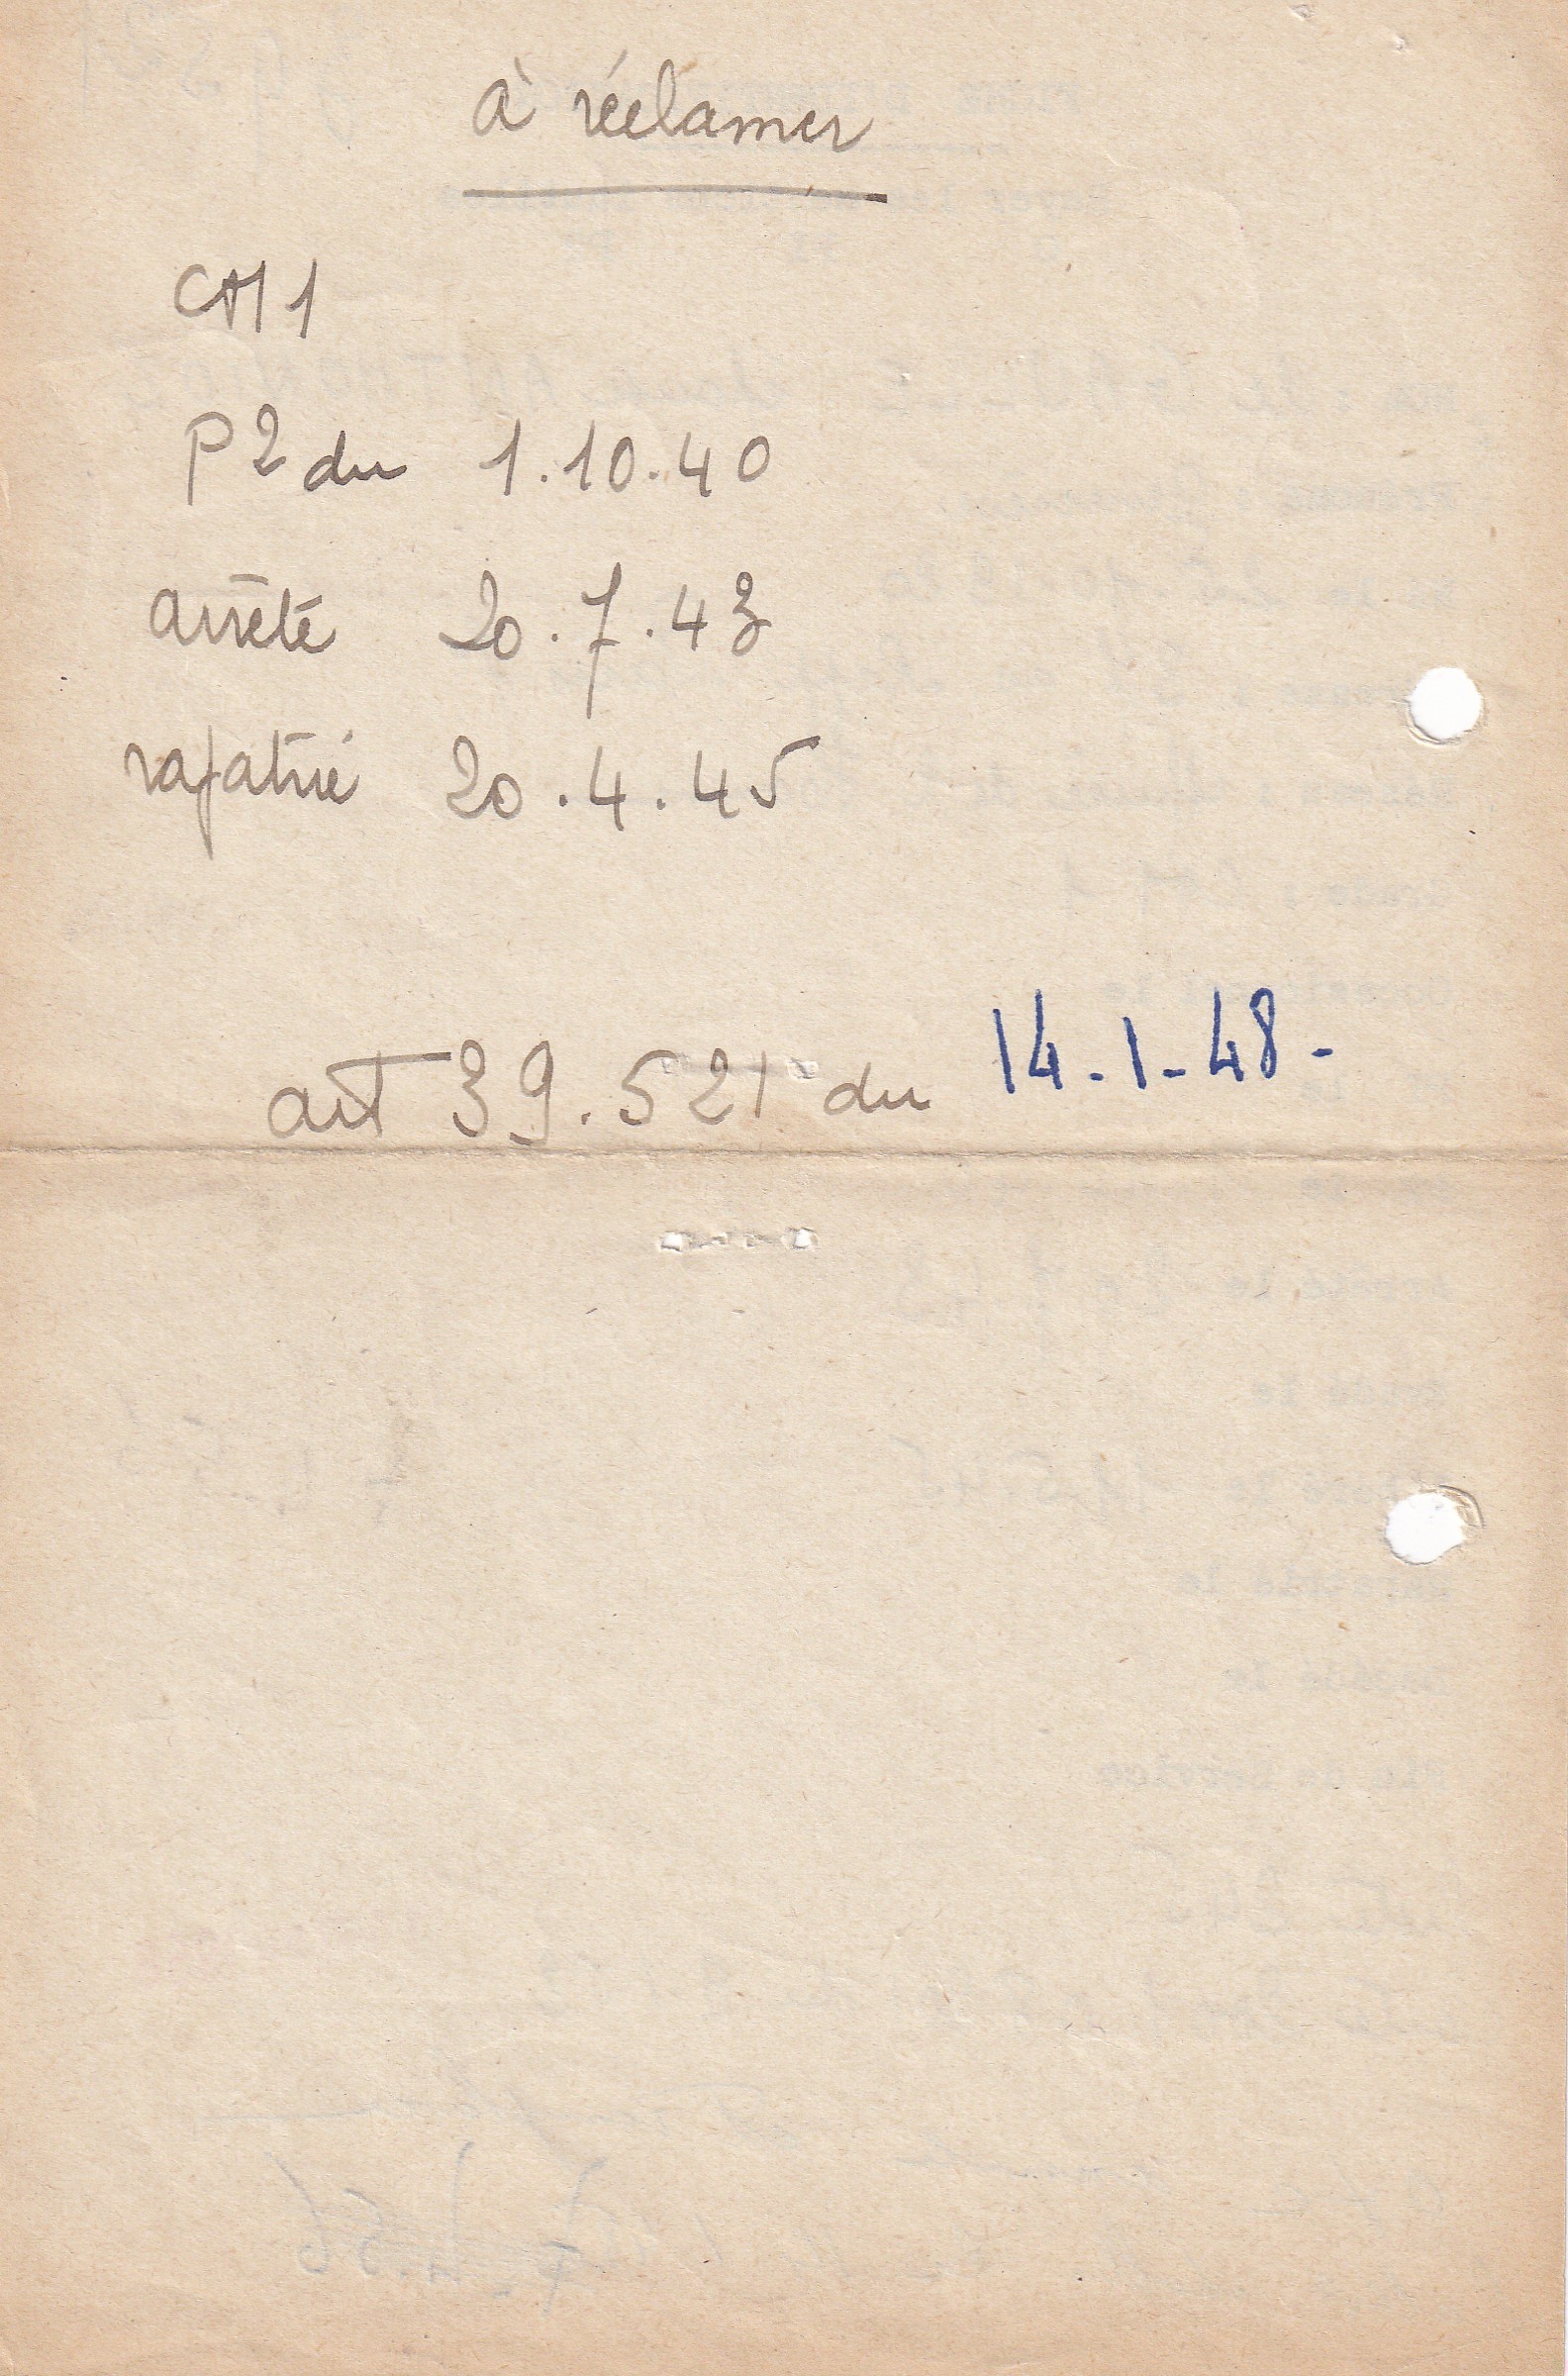 à réclamer
CM1
P2 du 1.10.40
arrêté 20.7.43
rapatrié 20.4.45
art 39.521 du 14-1-48-